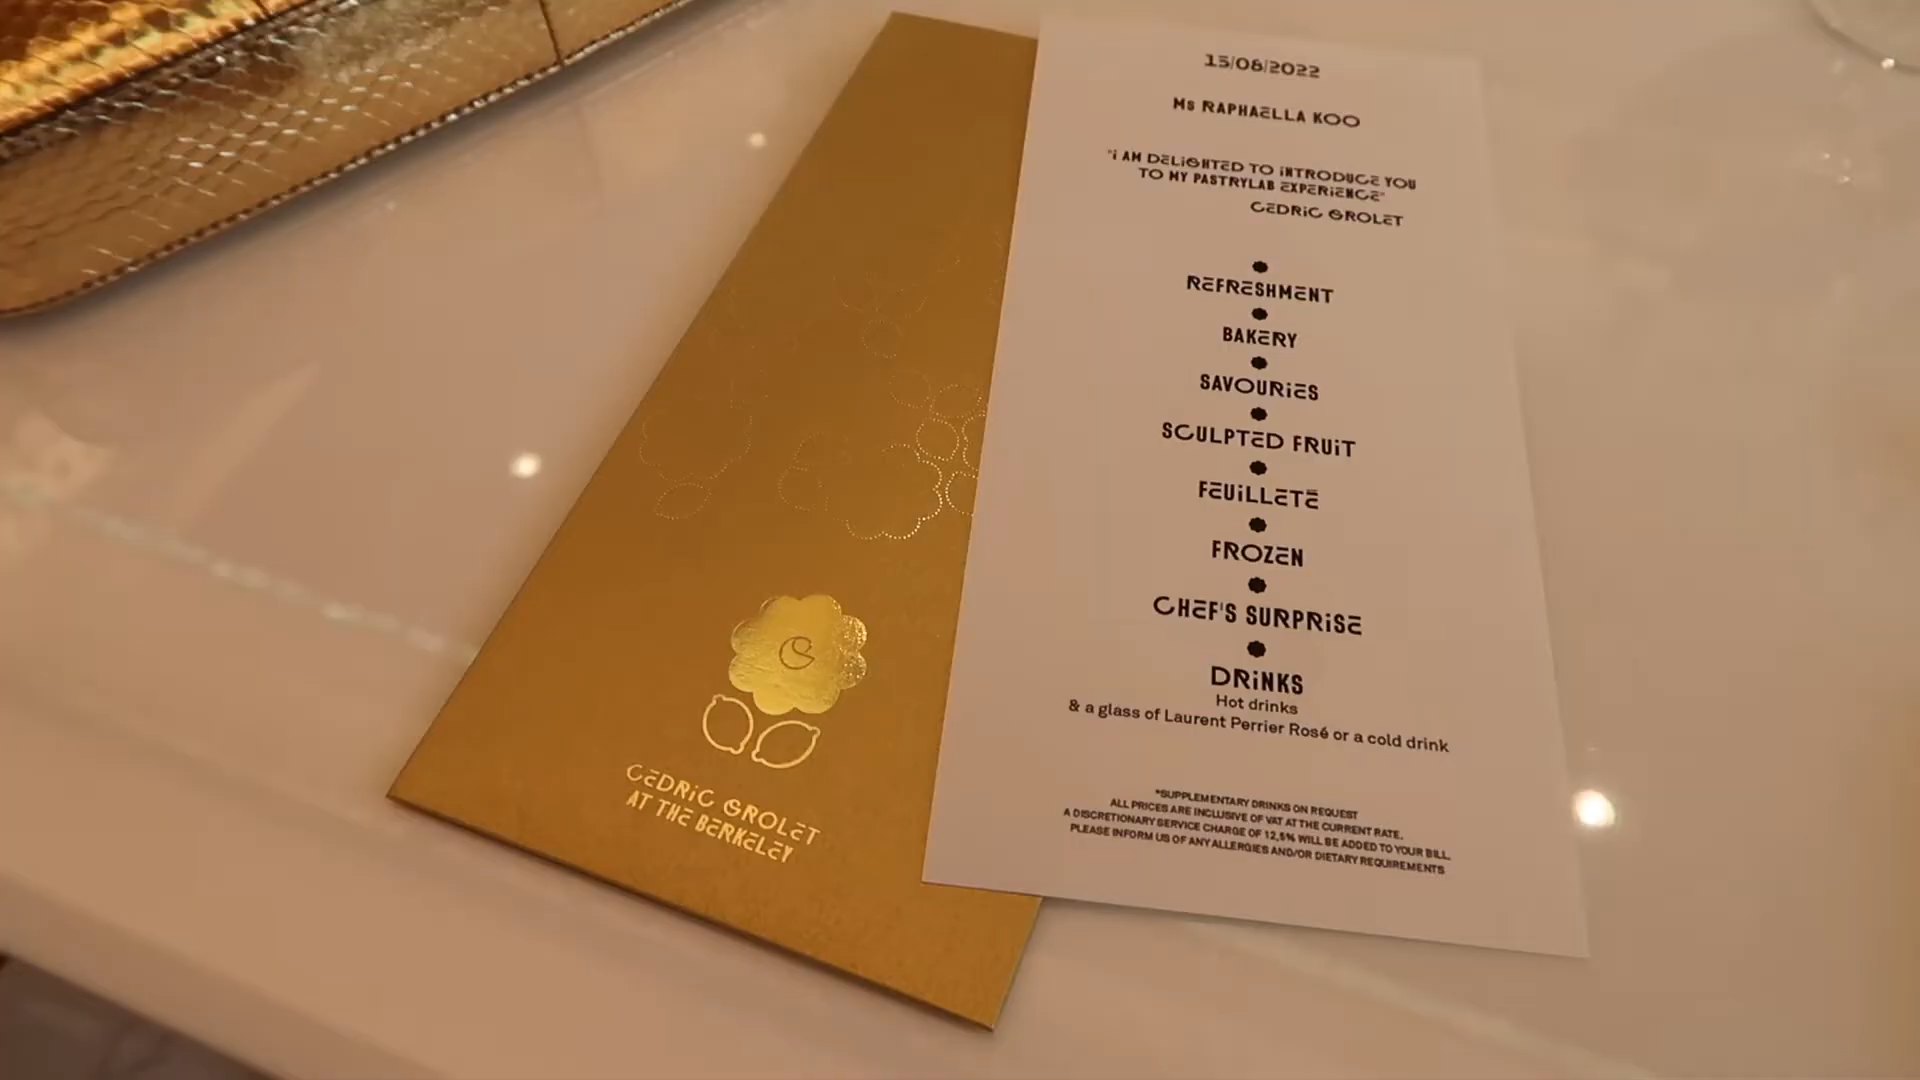 15/08/2022
Ms RAPHAELLA KOO
"I AM DELIGHTED TO INTRODUCE YOU
TO MY PASTRYLAB EXPERIENCE"
CEDRIC GROLET
REFRESHMENT
BAKERY
SAVOURIES
SCULPTED FRUIT
FEUILLETÉ
FROZEN
CHEF'S SURPRISE
DRINKS
Hot drinks
& a glass of Laurent Perrier Rosé or a cold drink
*SUPPLEMENTARY DRINKS ON REQUEST
ALL PRICES ARE INCLUSIVE OF VAT AT THE CURRENT RATE.
A DISCRETIONARY SERVICE CHARGE OF 12,5% WILL BE ADDED TO YOUR BILL.
PLEASE INFORM US OF ANY ALLERGIES AND/OR DIETARY REQUIREMENTS
CEDRIC GROLET
AT THE BERKELEY